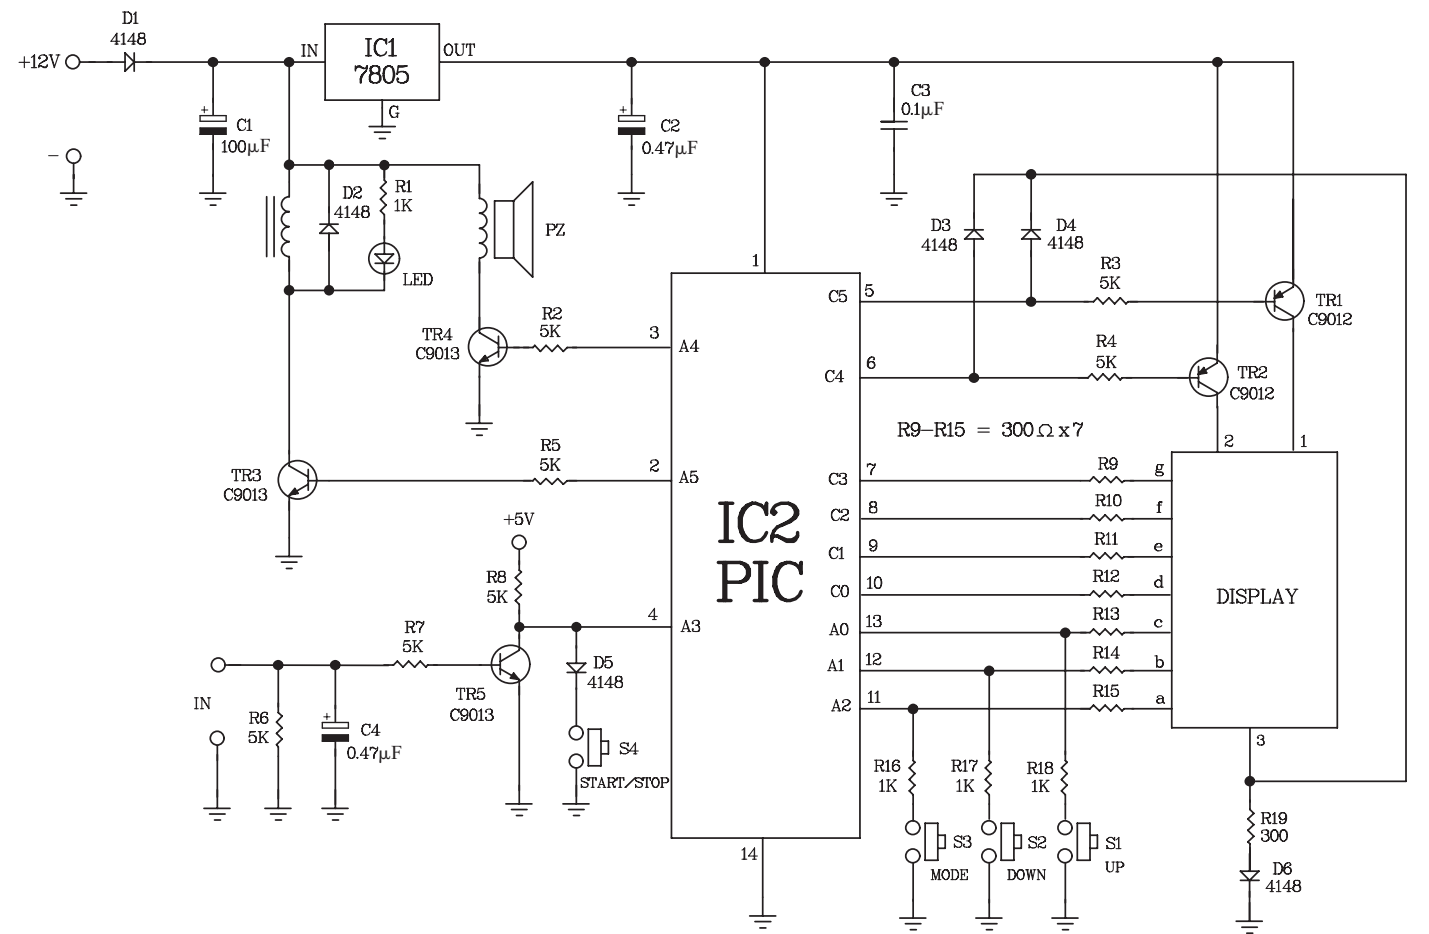 D1
4148
+12V
IN
IC1
7805
OUT
G
+
C1
100µF
+
C2
0.47µF
C3
0.1µF
−
D2
4148
R1
1K
LED
PZ
D3
4148
D4
4148
1
C5
5
R3
5K
TR1
C9012
TR4
C9013
R2
5K
3
A4
C4
6
R4
5K
TR2
C9012
R9-R15 = 300Ω x7
2
1
TR3
C9013
R5
5K
2
A5
IC2
PIC
C3
7
R9
g
C2
8
R10
f
C1
9
R11
e
C0
10
R12
d
A0
13
R13
c
A1
12
R14
b
A2
11
R15
a
DISPLAY
+5V
R8
5K
4
A3
R7
5K
TR5
C9013
D5
4148
IN
R6
5K
+
C4
0.47µF
S4
START/STOP
3
R16
1K
R17
1K
R18
1K
S3
MODE
S2
DOWN
S1
UP
R19
300
D6
4148
14